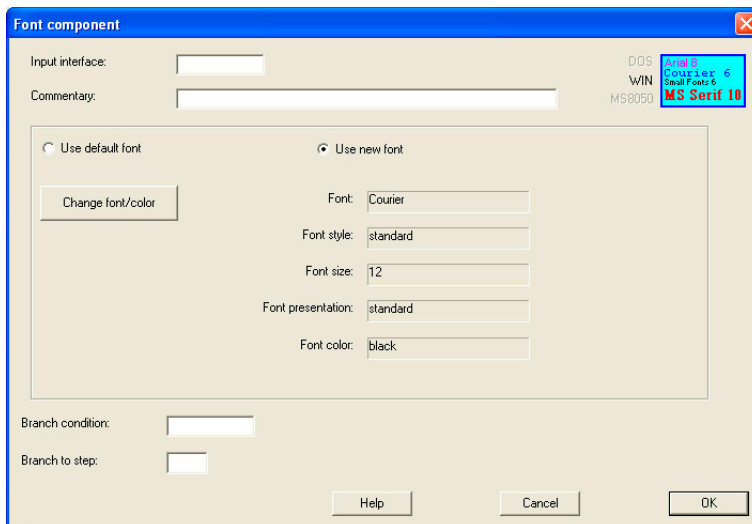 Font component
Input interface:
DOS
WIN
MS8050
Arial 8
Courier 6
Small Fonts 6
MS Serif 10
Commentary:
Use default font
Use new font
Change font/color
Font: Courier
Font style: standard
Font size: 12
Font presentation: standard
Font color: black
Branch condition:
Branch to step:
Help Cancel OK